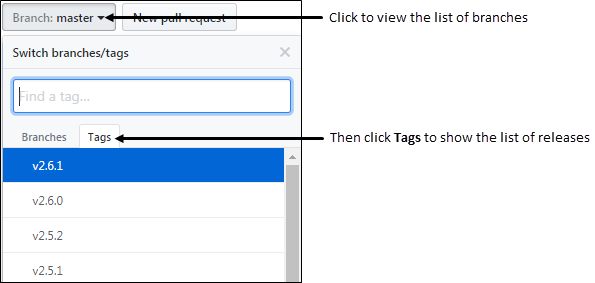 Branch: master New pull request Click to view the list of branches
Switch branches/tags ×
Find a tag...
Branches Tags Then click Tags to show the list of releases
v2.6.1
v2.6.0
v2.5.2
v2.5.1